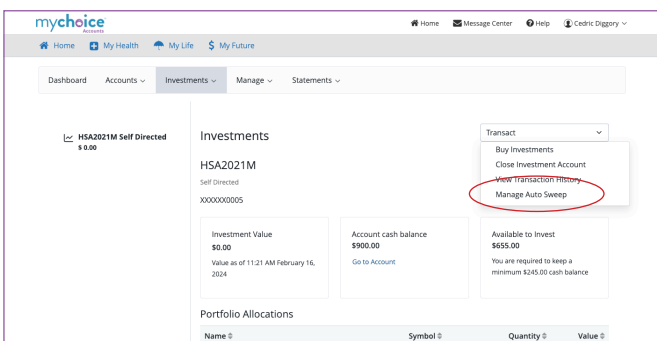 mychoice
Accounts
Home Message Center Help Cedric Diggory
Home My Health My Life My Future
Dashboard Accounts Investments Manage Statements
HSA2021M Self Directed
$ 0.00
Investments
Transact
Buy Investments
Close Investment Account
View Transaction History
Manage Auto Sweep
HSA2021M
Self Directed
XXXXXX0005
Investment Value
$0.00
Value as of 11:21 AM February 16,
2024
Account cash balance
$900.00
Go to Account
Available to Invest
$655.00
You are required to keep a
minimum $245.00 cash balance
Portfolio Allocations
Name Symbol Quantity Value